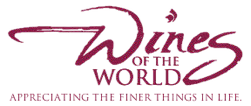 Wines
OF THE
WORLD
APPRECIATING THE FINER THINGS IN LIFE.